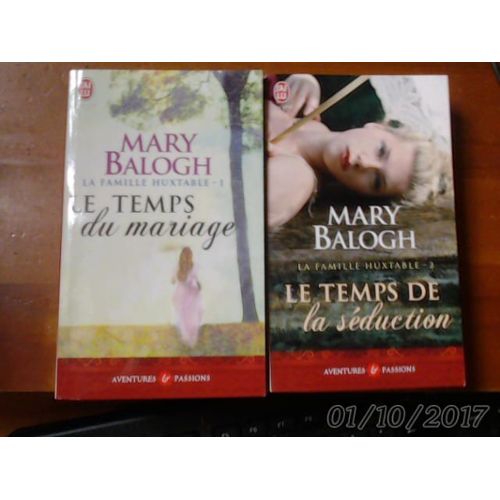 J'AI LU
MARY
BALOGH
LA FAMILLE HUXTABLE - 1
LE TEMPS
du mariage
AVENTURES & PASSIONS
J'AI LU
MARY
BALOGH
LA FAMILLE HUXTABLE - 3
LE TEMPS DE
la séduction
AVENTURES & PASSIONS
01/10/2017